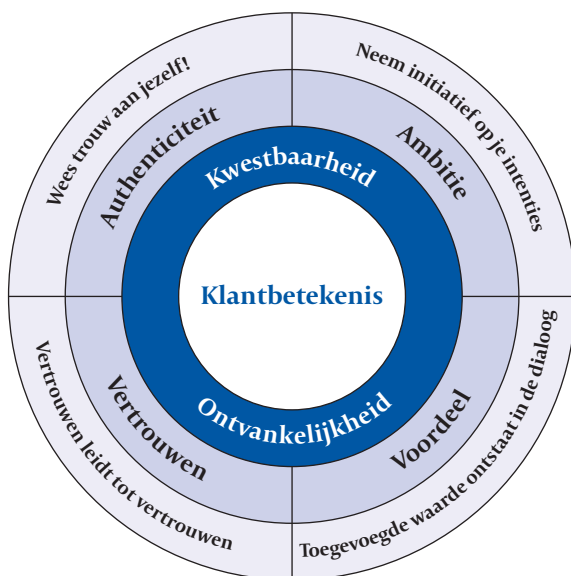 Wees trouw aan jezelf!
Neem initiatief op je intenties
Authenticiteit
Ambitie
Kwestbaarheid
Klantbetekenis
Ontvankelijkheid
Vertrouwen
Voordeel
Vertrouwen leidt tot vertrouwen
Toegevoegde waarde ontstaat in de dialoog